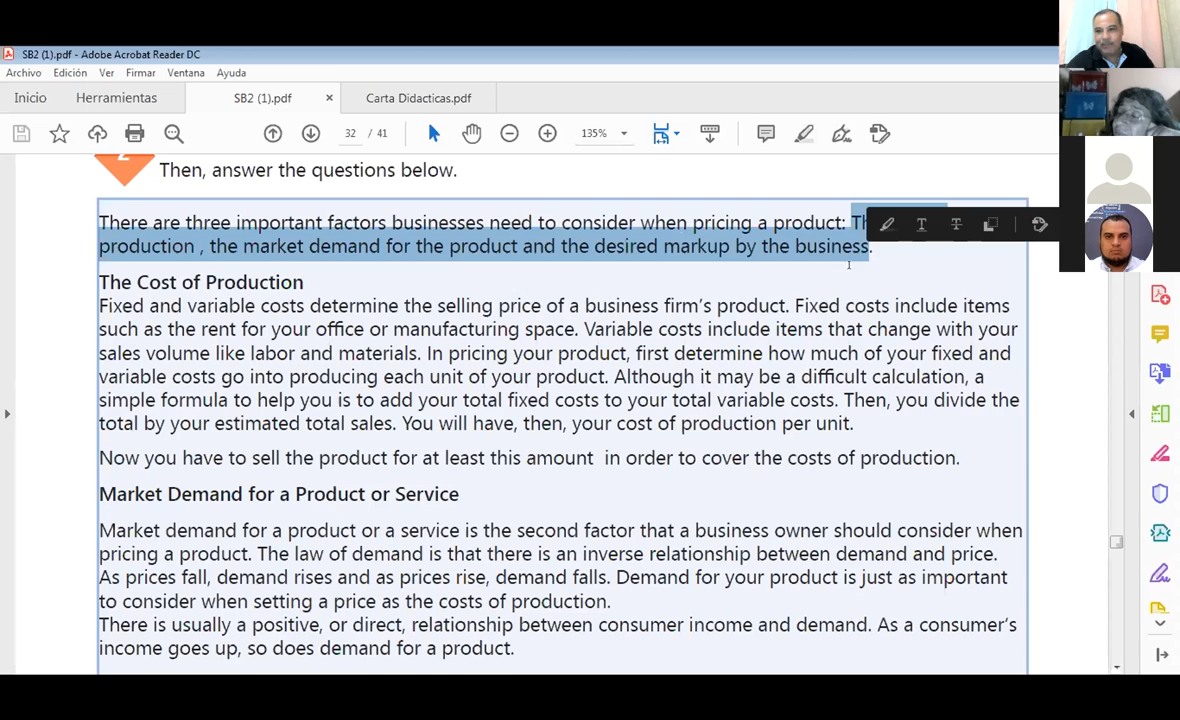 SB2 (1).pdf - Adobe Acrobat Reader DC
Archivo Edición Ver Firmar Ventana Ayuda
Inicio Herramientas SB2 (1).pdf × Carta Didacticas.pdf
32 / 41 135%
2
Then, answer the questions below.
There are three important factors businesses need to consider when pricing a product:
production , the market demand for the product and the desired markup by the business.
The Cost of Production
Fixed and variable costs determine the selling price of a business firm's product. Fixed costs include items
such as the rent for your office or manufacturing space. Variable costs include items that change with your
sales volume like labor and materials. In pricing your product, first determine how much of your fixed and
variable costs go into producing each unit of your product. Although it may be a difficult calculation, a
simple formula to help you is to add your total fixed costs to your total variable costs. Then, you divide the
total by your estimated total sales. You will have, then, your cost of production per unit.
Now you have to sell the product for at least this amount in order to cover the costs of production.
Market Demand for a Product or Service
Market demand for a product or a service is the second factor that a business owner should consider when
pricing a product. The law of demand is that there is an inverse relationship between demand and price.
As prices fall, demand rises and as prices rise, demand falls. Demand for your product is just as important
to consider when setting a price as the costs of production.
There is usually a positive, or direct, relationship between consumer income and demand. As a consumer's
income goes up, so does demand for a product.